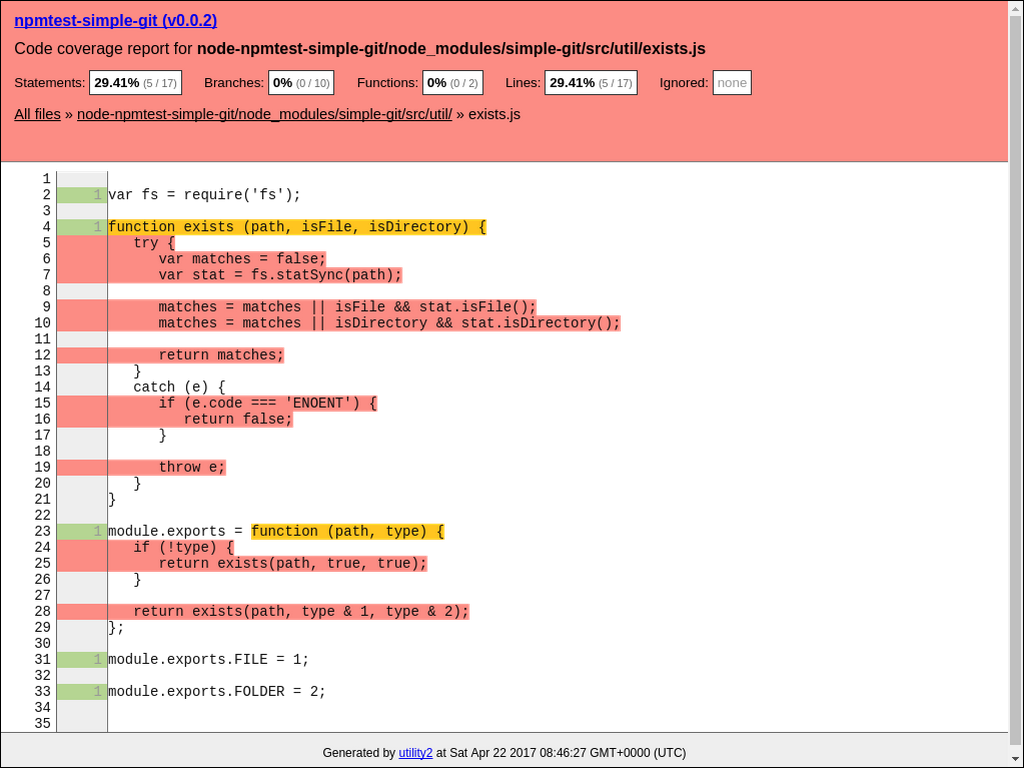 npmtest-simple-git (v0.0.2)
Code coverage report for node-npmtest-simple-git/node_modules/simple-git/src/util/exists.js
Statements: 29.41% (5 / 17) Branches: 0% (0 / 10) Functions: 0% (0 / 2) Lines: 29.41% (5 / 17) Ignored: none
All files » node-npmtest-simple-git/node_modules/simple-git/src/util/ » exists.js
1
2 1 var fs = require('fs');
3
4 1 function exists (path, isFile, isDirectory) {
5 try {
6 var matches = false;
7 var stat = fs.statSync(path);
8
9 matches = matches || isFile && stat.isFile();
10 matches = matches || isDirectory && stat.isDirectory();
11
12 return matches;
13 }
14 catch (e) {
15 if (e.code === 'ENOENT') {
16 return false;
17 }
18
19 throw e;
20 }
21 }
22
23 1 module.exports = function (path, type) {
24 if (!type) {
25 return exists(path, true, true);
26 }
27
28 return exists(path, type & 1, type & 2);
29 };
30
31 1 module.exports.FILE = 1;
32
33 1 module.exports.FOLDER = 2;
34
35
Generated by utility2 at Sat Apr 22 2017 08:46:27 GMT+0000 (UTC)